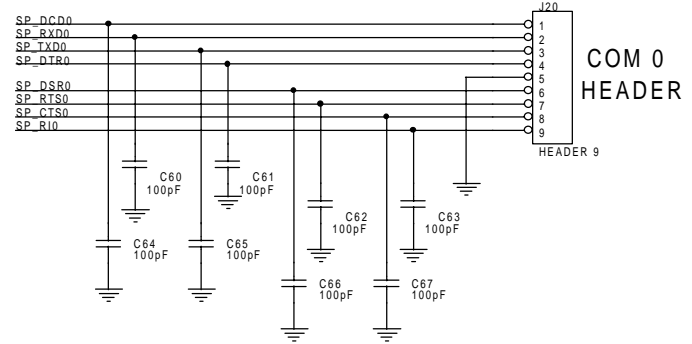 J20
SP_DCD0
SP_RXD0
SP_TXD0
SP_DTR0
SP_DSR0
SP_RTS0
SP_CTS0
SP_RI0
1
2
3
4
5
6
7
8
9
COM 0
HEADER
HEADER 9
C60
100pF
C61
100pF
C62
100pF
C63
100pF
C64
100pF
C65
100pF
C66
100pF
C67
100pF